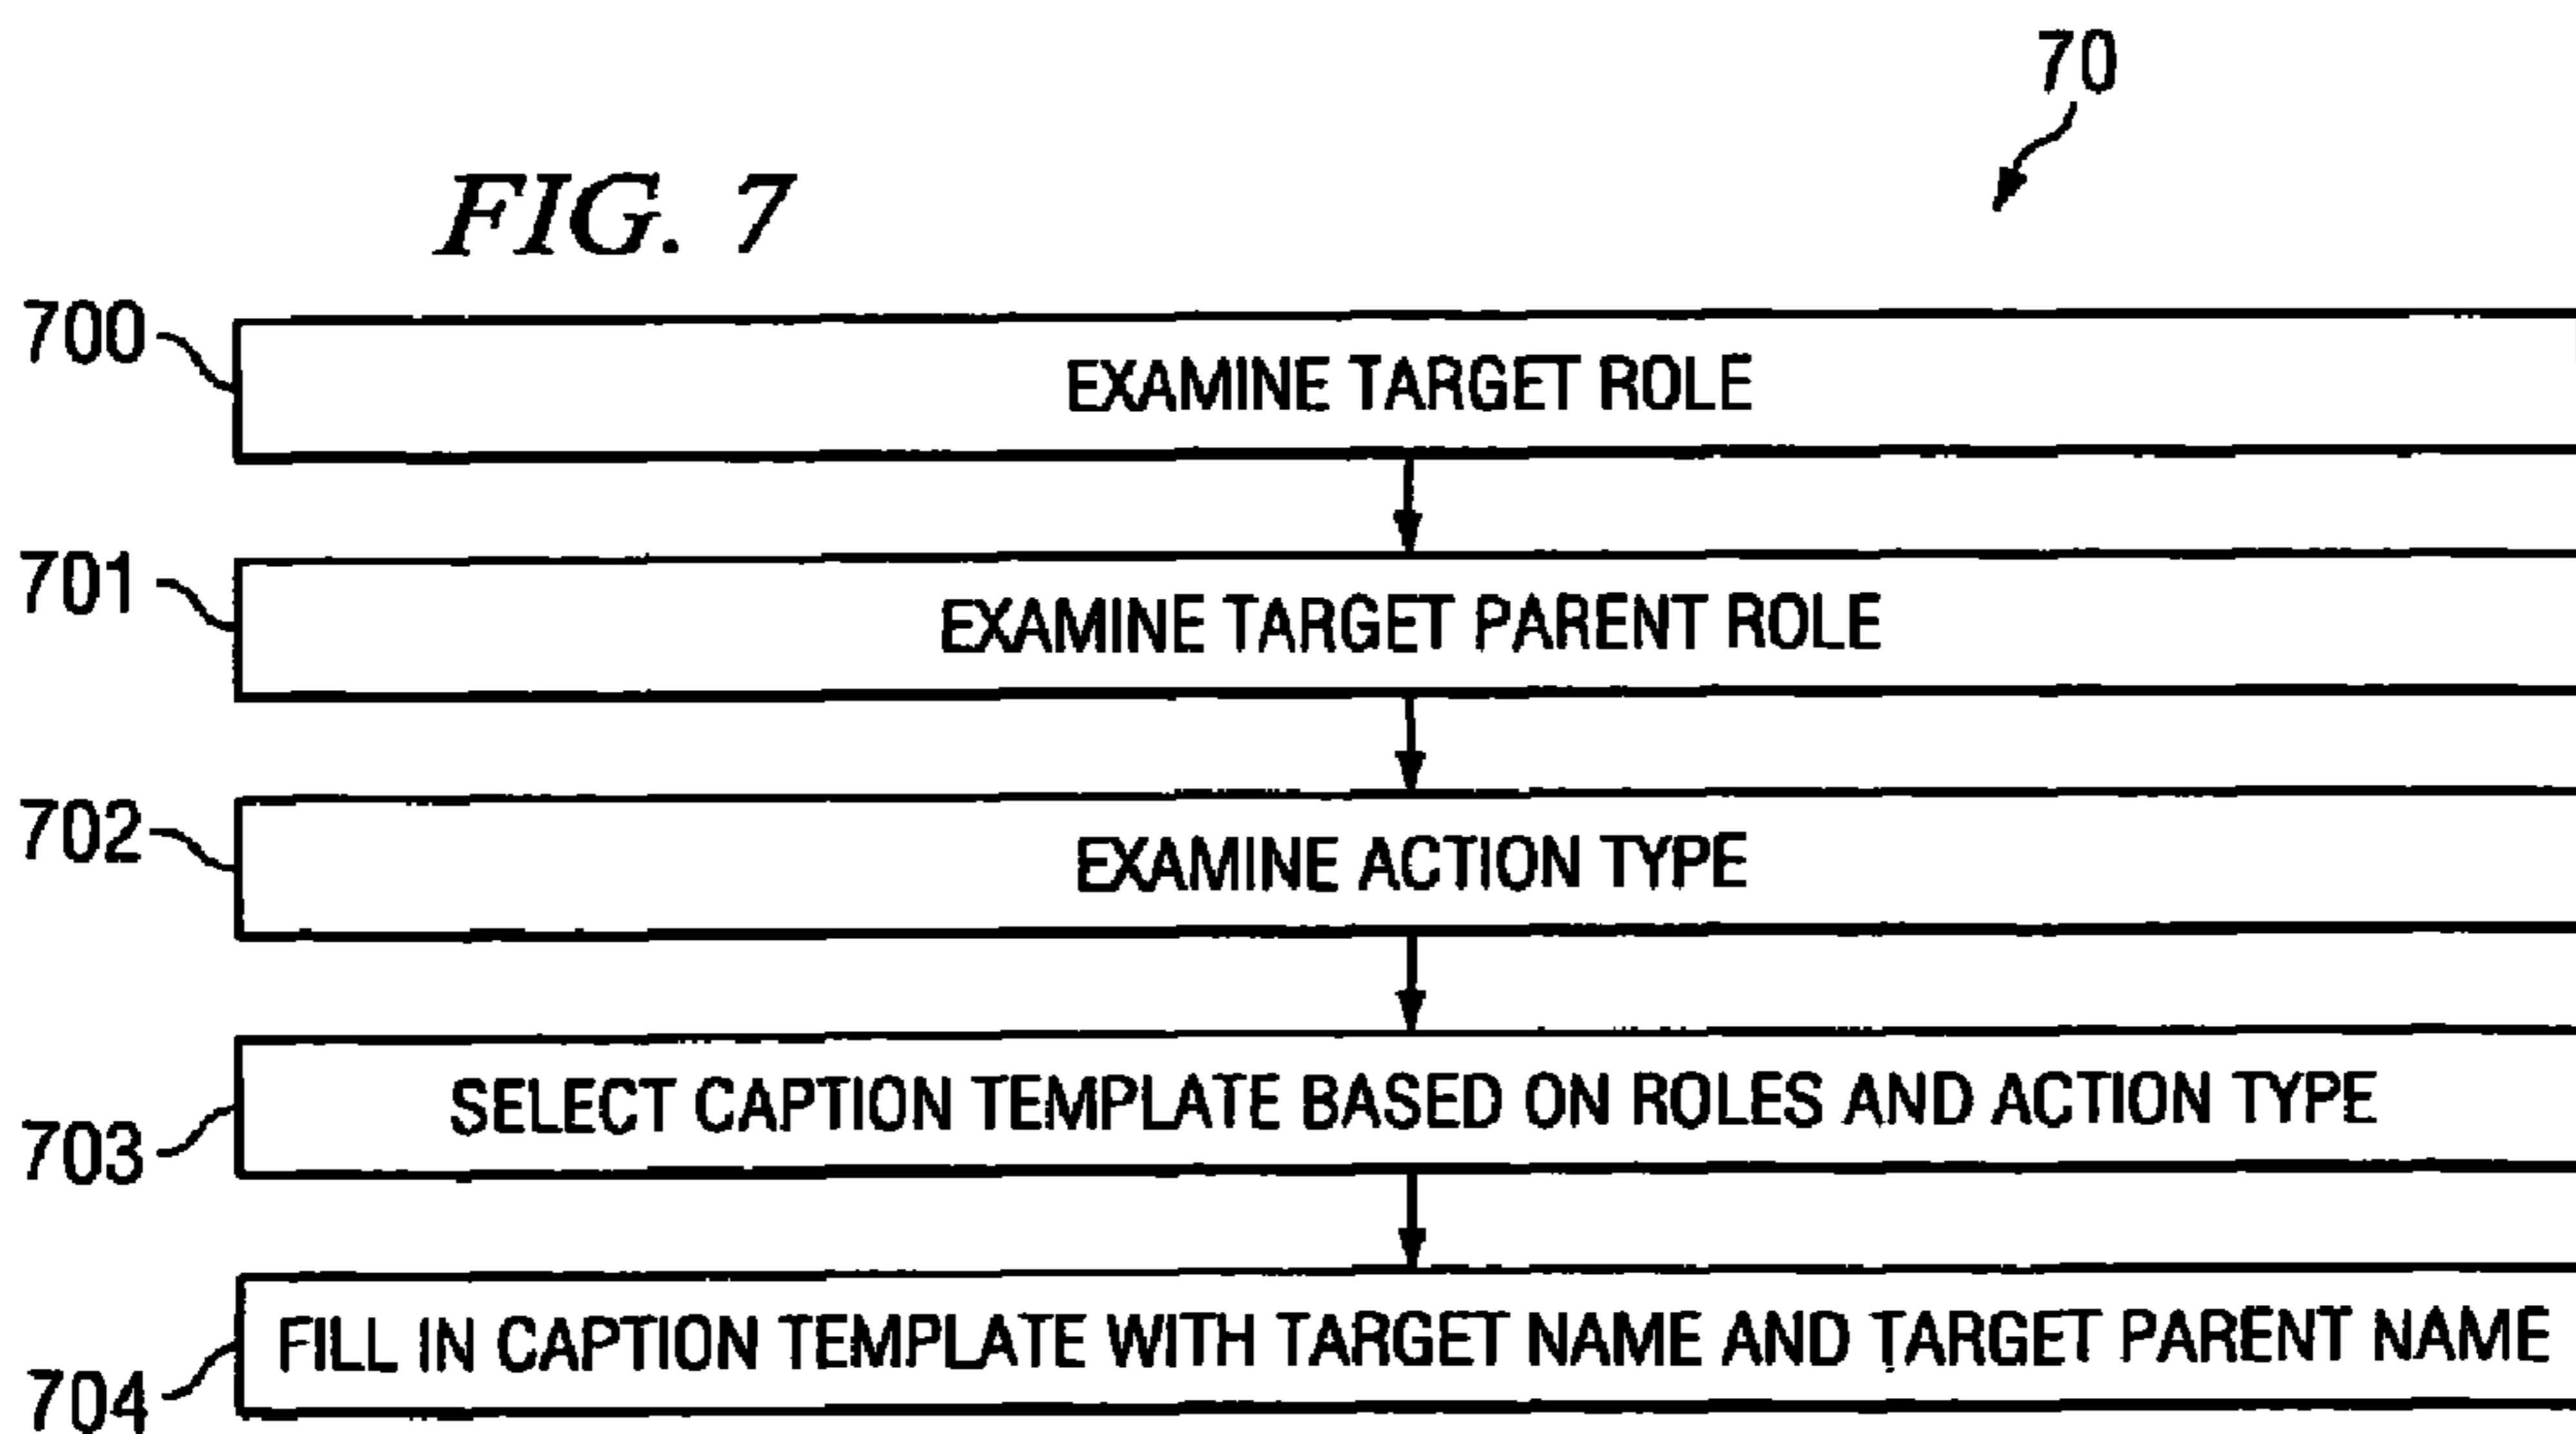 70
FIG. 7
700
EXAMINE TARGET ROLE
701
EXAMINE TARGET PARENT ROLE
702
EXAMINE ACTION TYPE
703
SELECT CAPTION TEMPLATE BASED ON ROLES AND ACTION TYPE
704
FILL IN CAPTION TEMPLATE WITH TARGET NAME AND TARGET PARENT NAME